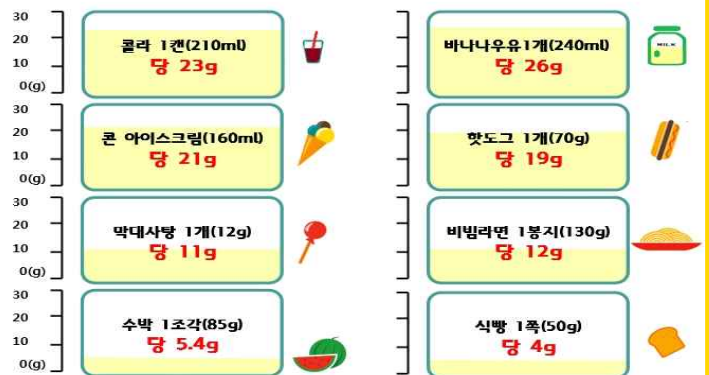 30
20
10
0(g)
콜라 1캔(210ml)
당 23g
바나나우유1개(240ml)
당 26g
MILK
30
20
10
0(g)
콘 아이스크림(160ml)
당 21g
핫도그 1개(70g)
당 19g
30
20
10
0(g)
막대사탕 1개(12g)
당 11g
비빔라면 1봉지(130g)
당 12g
30
20
10
0(g)
수박 1조각(85g)
당 5.4g
식빵 1쪽(50g)
당 4g